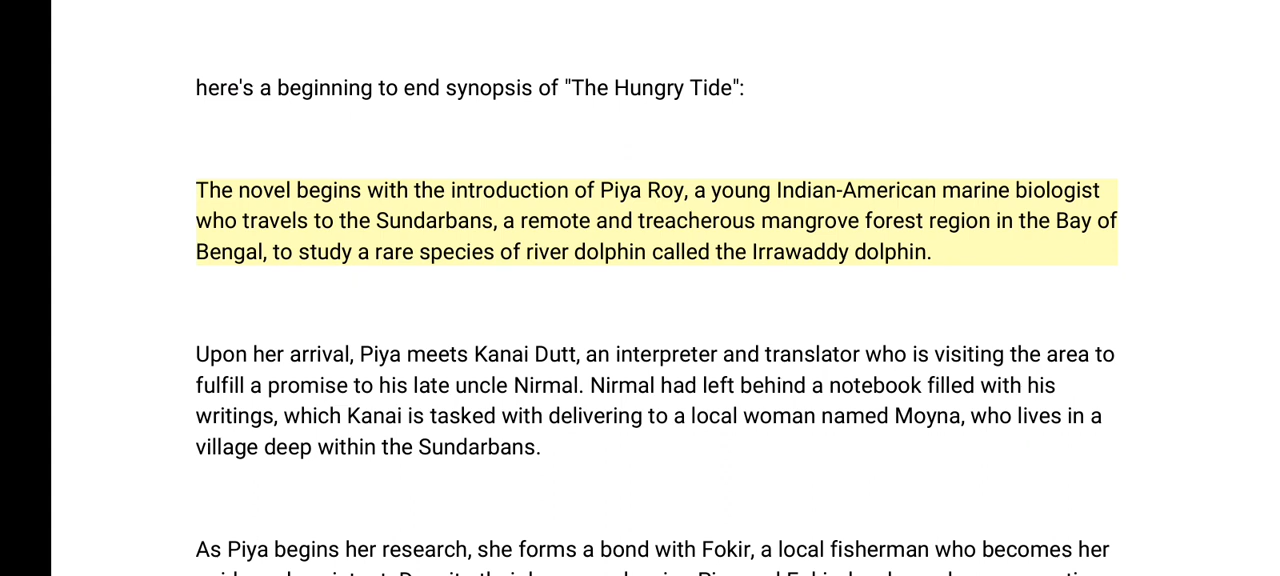 here's a beginning to end synopsis of "The Hungry Tide":
The novel begins with the introduction of Piya Roy, a young Indian-American marine biologist
who travels to the Sundarbans, a remote and treacherous mangrove forest region in the Bay of
Bengal, to study a rare species of river dolphin called the Irrawaddy dolphin.
Upon her arrival, Piya meets Kanai Dutt, an interpreter and translator who is visiting the area to
fulfill a promise to his late uncle Nirmal. Nirmal had left behind a notebook filled with his
writings, which Kanai is tasked with delivering to a local woman named Moyna, who lives in a
village deep within the Sundarbans.
As Piya begins her research, she forms a bond with Fokir, a local fisherman who becomes her